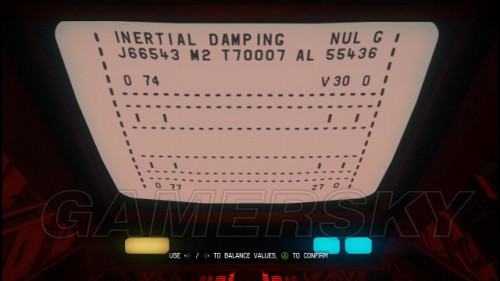 INERTIAL DAMPING NUL G
J66543 M2 T70007 AL 55436
0 74 V30 0
0 77 27 0
GAMERSKY
USE / TO BALANCE VALUES, A TO CONFIRM